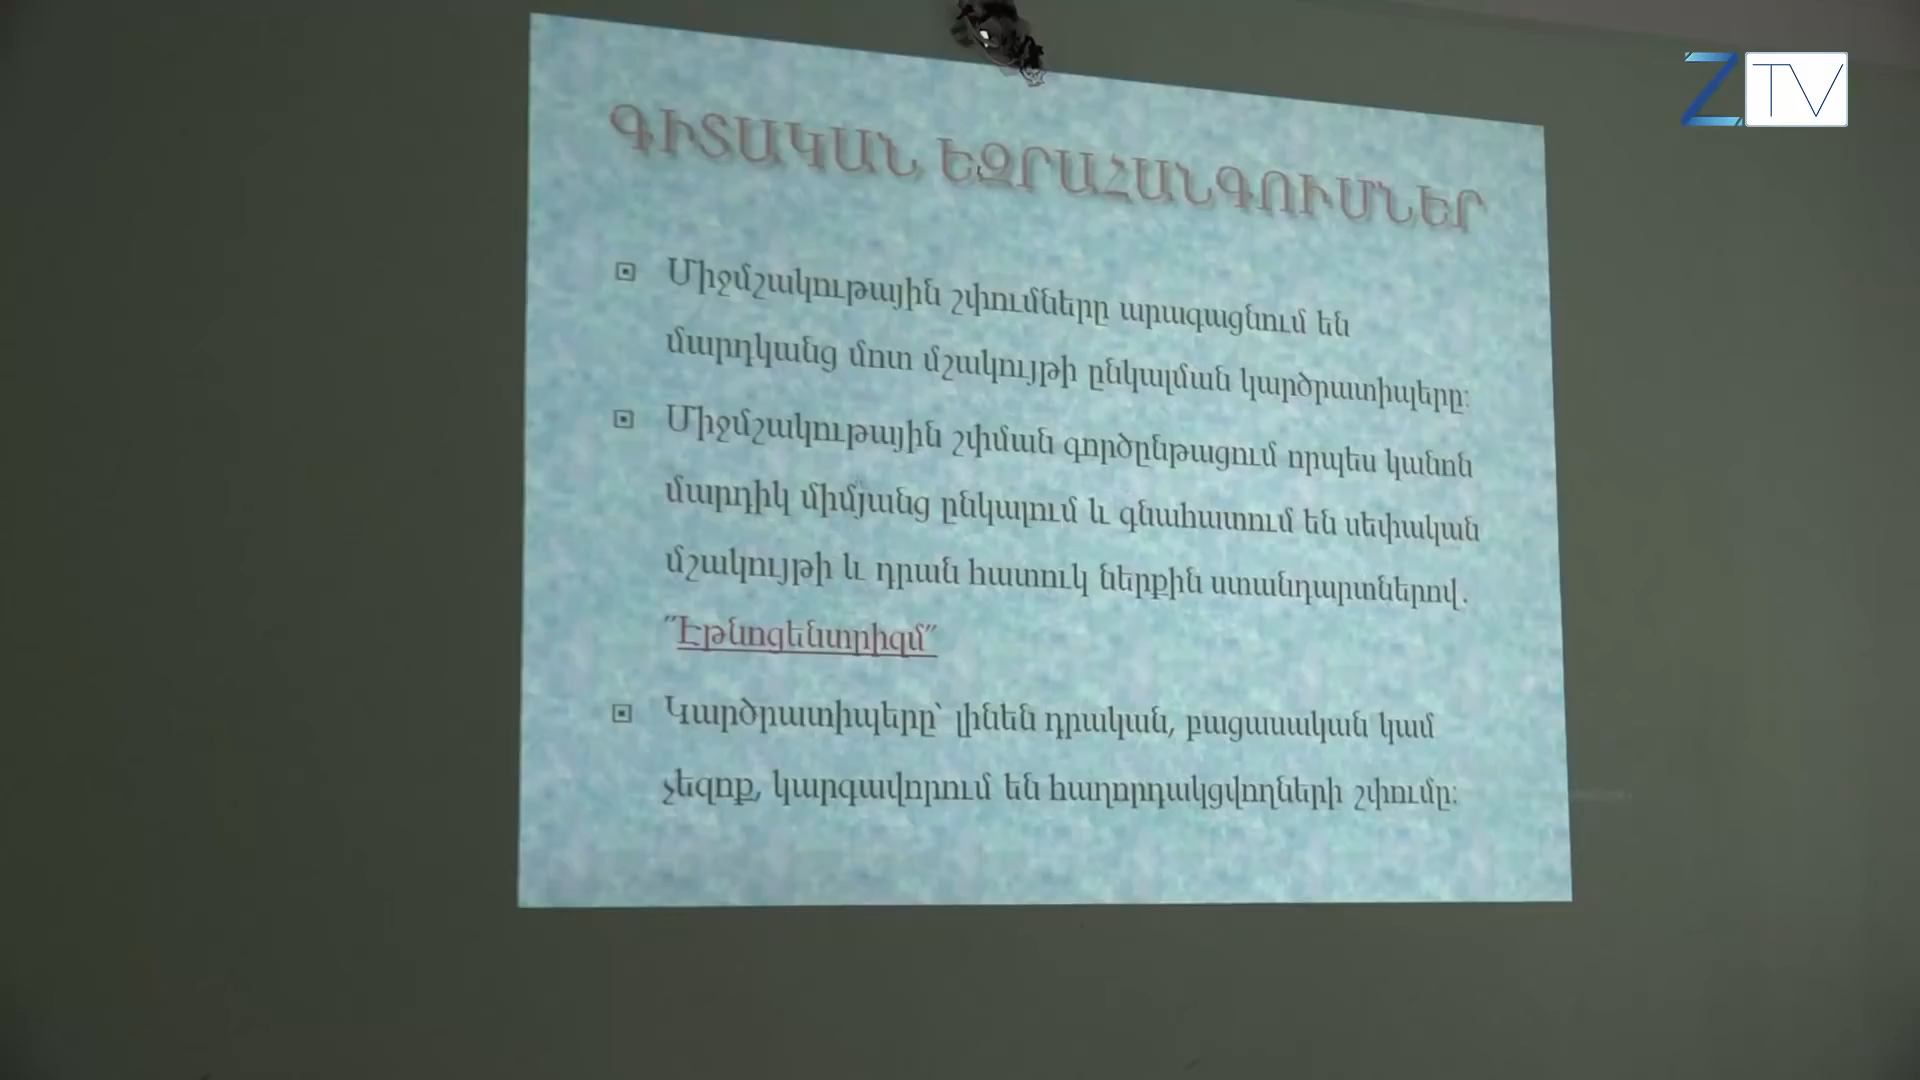 ZTV
ԳԻՏԱԿԱՆ ԵԶՐԱՀԱՆԳՈՒՄՆԵՐ
Միջմշակութային շփումները արագացնում են
մարդկանց մոտ մշակույթի ընկալման կարծրատիպերը:
Միջմշակութային շփման գործընթացում որպես կանոն
մարդիկ միմյանց ընկալում և գնահատում են սեփական
մշակույթի և դրան հատուկ ներքին ստանդարտներով.
"Էթնոցենտրիզմ"
Կարծրատիպերը՝ լինեն դրական, բացասական կամ
չեզոք, կարգավորում են հաղորդակցվողների շփումը: